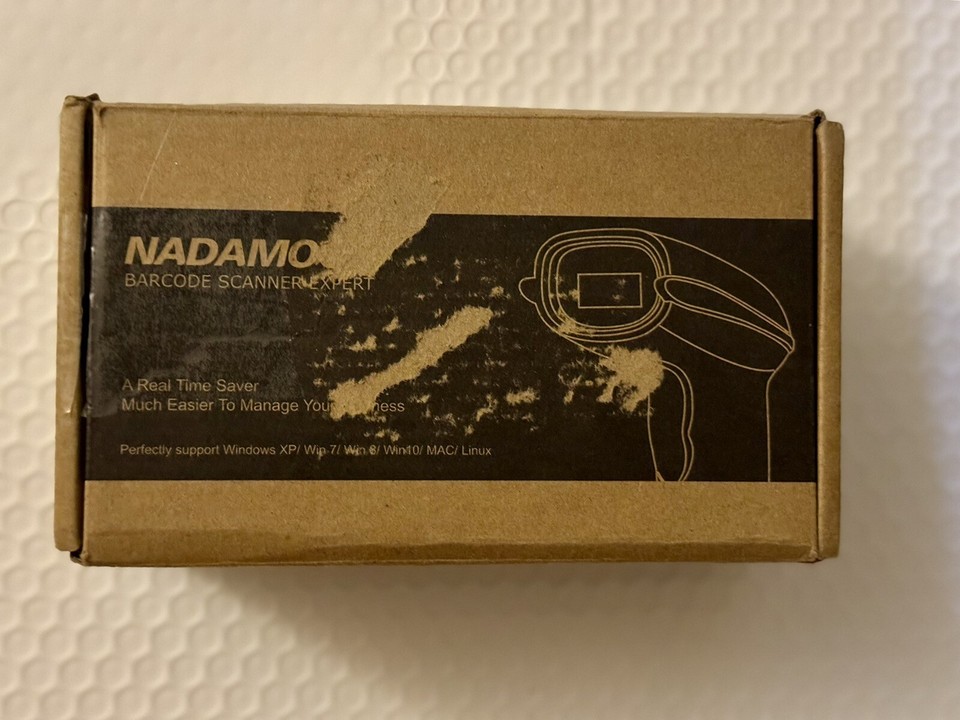 NADAMO
BARCODE SCANNER EXPERT
A Real Time Saver
Much Easier To Manage Your
Perfectly support Windows XP/ Win 7/ Win 8/ Win10/ MAC/ Linux